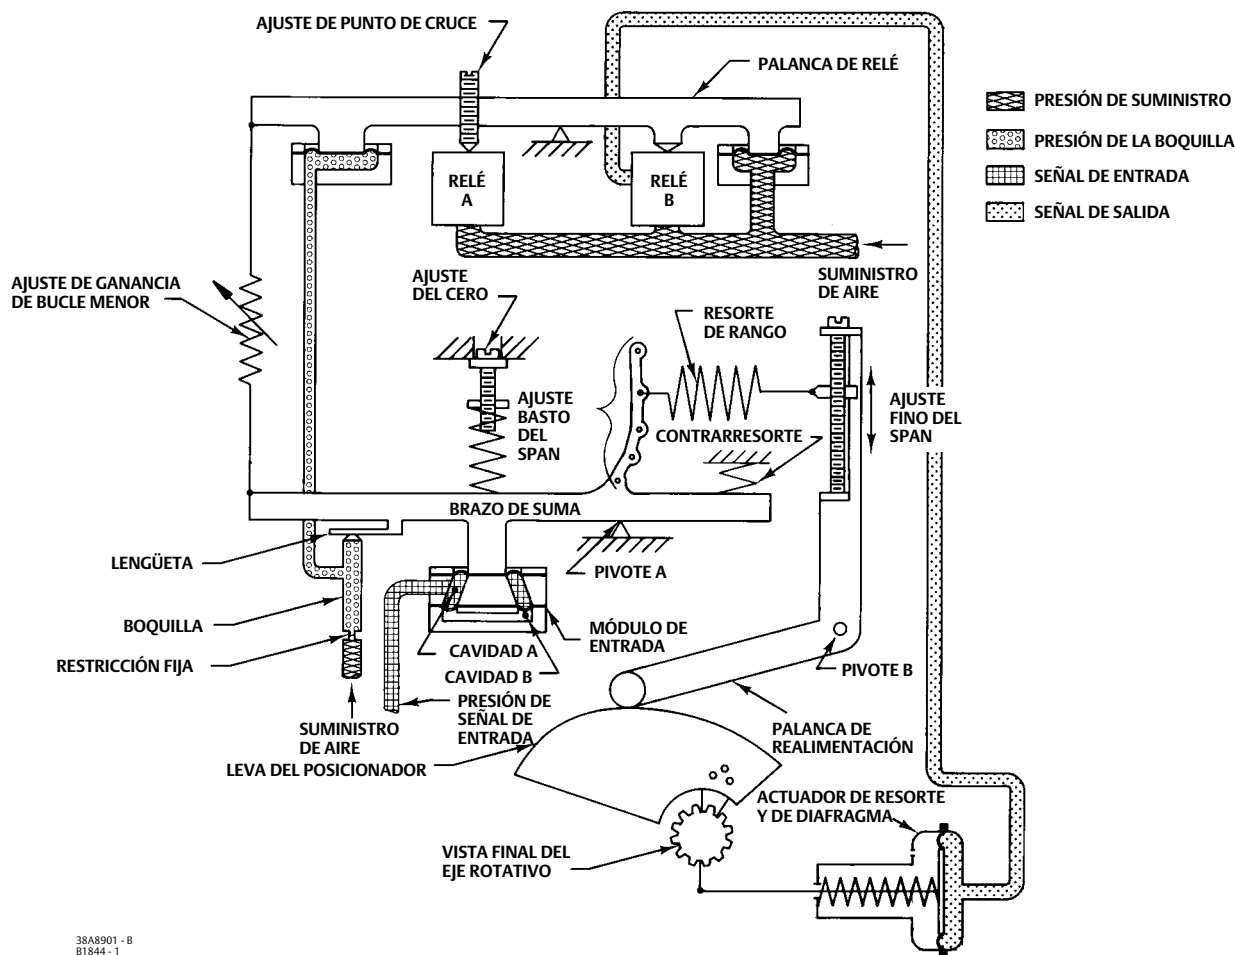 AJUSTE DE PUNTO DE CRUCE
PALANCA DE RELÉ
PRESIÓN DE SUMINISTRO
PRESIÓN DE LA BOQUILLA
SEÑAL DE ENTRADA
SEÑAL DE SALIDA
RELÉ
A
RELÉ
B
SUMINISTRO
DE AIRE
AJUSTE DE GANANCIA
DE BUCLE MENOR
AJUSTE
DEL CERO
RESORTE
DE RANGO
AJUSTE
BASTO
DEL
SPAN
AJUSTE
FINO DEL
SPAN
CONTRARRESORTE
BRAZO DE SUMA
LENGÜETA
PIVOTE A
BOQUILLA
MÓDULO DE
ENTRADA
CAVIDAD A
CAVIDAD B
RESTRICCIÓN FIJA
PIVOTE B
PRESIÓN DE
SEÑAL DE
ENTRADA
SUMINISTRO
DE AIRE
PALANCA DE
REALIMENTACIÓN
LEVA DEL POSICIONADOR
ACTUADOR DE RESORTE
Y DE DIAFRAGMA
VISTA FINAL DEL
EJE ROTATIVO
38A8901 - B
B1844 - 1